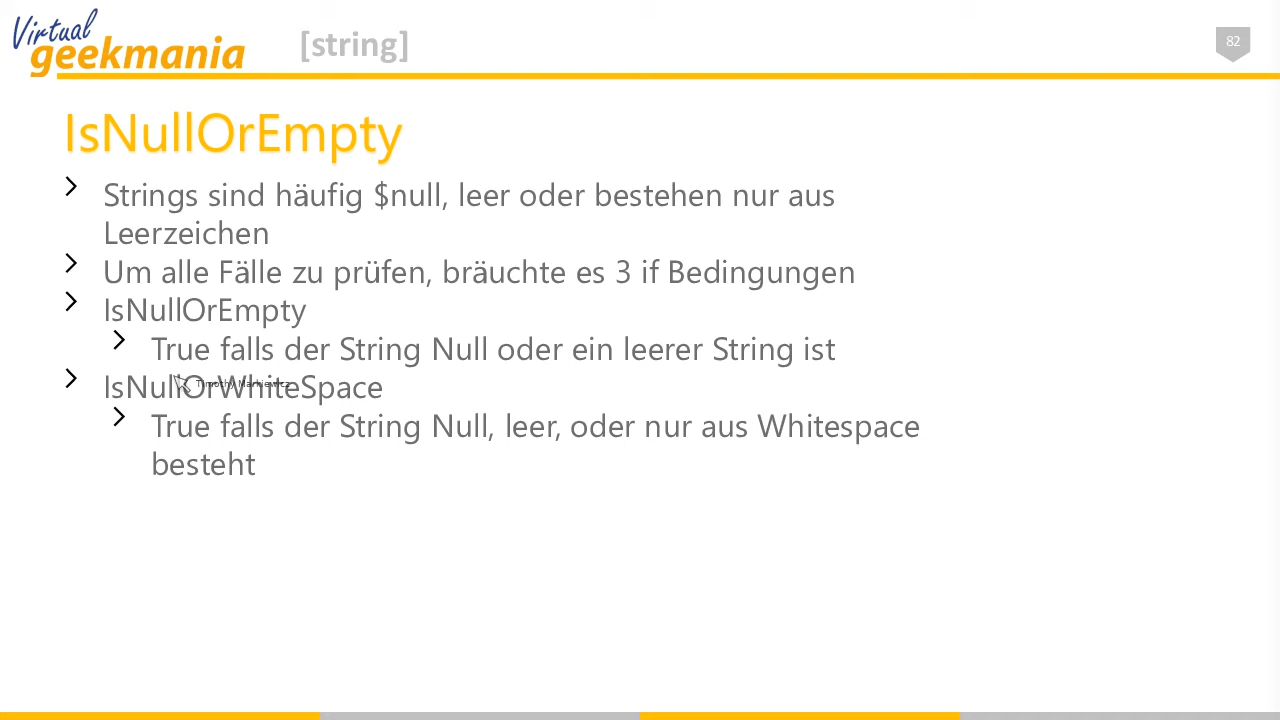 Virtual
geekmania
[string]
82
IsNullOrEmpty
Strings sind häufig $null, leer oder bestehen nur aus
Leerzeichen
Um alle Fälle zu prüfen, bräuchte es 3 if Bedingungen
IsNullOrEmpty
True falls der String Null oder ein leerer String ist
IsNullOrWhiteSpace
Timothy Markiewicz
True falls der String Null, leer, oder nur aus Whitespace
besteht